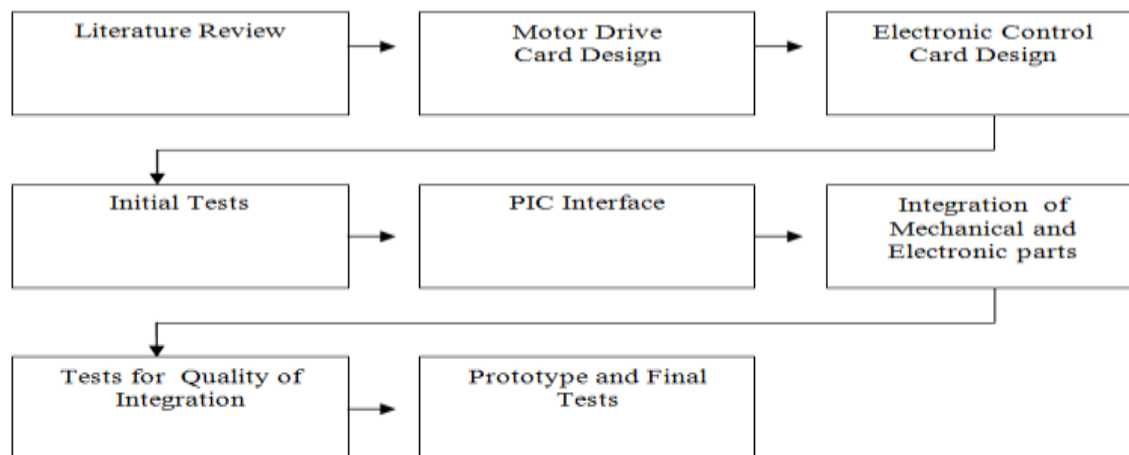 Literature Review
Motor Drive
Card Design
Electronic Control
Card Design
Initial Tests
PIC Interface
Integration of
Mechanical and
Electronic parts
Tests for Quality of
Integration
Prototype and Final
Tests